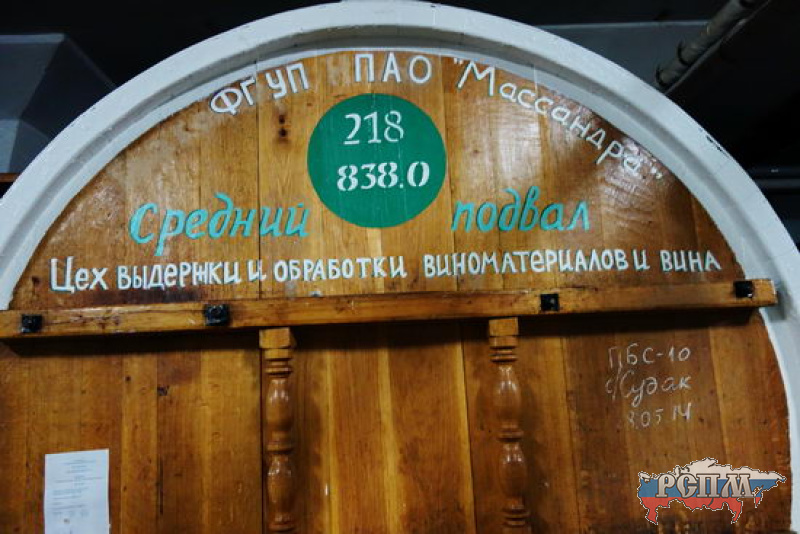 ФГУП ПАО "Массандра"
218
838.0
Средний подвал
Цех выдержки и обработки виноматериалов и вина
ПБС-10
с/Судак
8.05 14
РСПМ